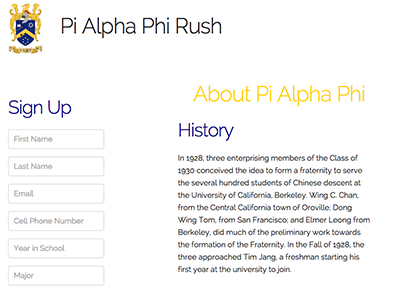 Pi Alpha Phi Rush
Sign Up
First Name
Last Name
Email
Cell Phone Number
Year in School
Major
About Pi Alpha Phi
History
In 1928, three enterprising members of the Class of
1930 conceived the idea to form a fraternity to serve
the several hundred students of Chinese descent at
the University of California, Berkeley. Wing C. Chan,
from the Central California town of Oroville; Dong
Wing Tom, from San Francisco; and Elmer Leong from
Berkeley, did much of the preliminary work towards
the formation of the Fraternity. In the Fall of 1928, the
three approached Tim Jang, a freshman starting his
first year at the university to join.